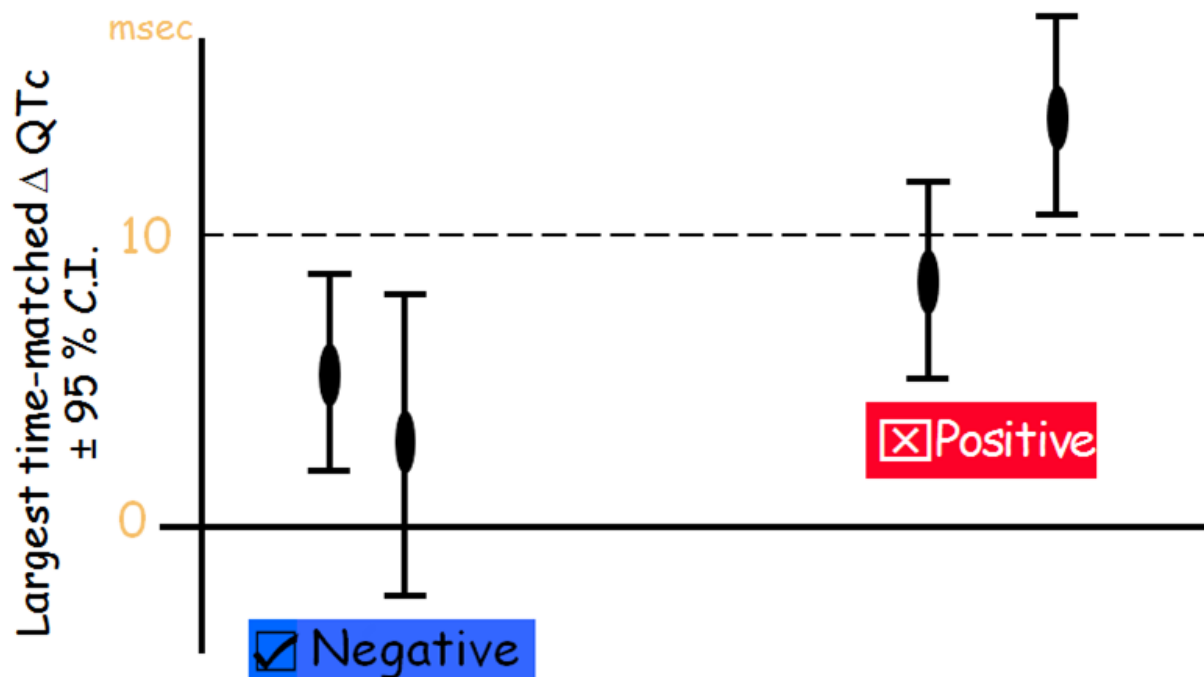 msec
Largest time-matched Δ QTc
± 95 % C.I.
10
0
Positive
Negative